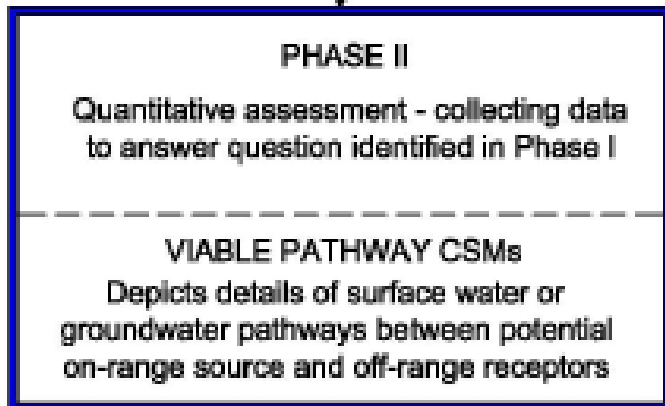 PHASE II
Quantitative assessment - collecting data
to answer question identified in Phase I
VIABLE PATHWAY CSMs
Depicts details of surface water or
groundwater pathways between potential
on-range source and off-range receptors